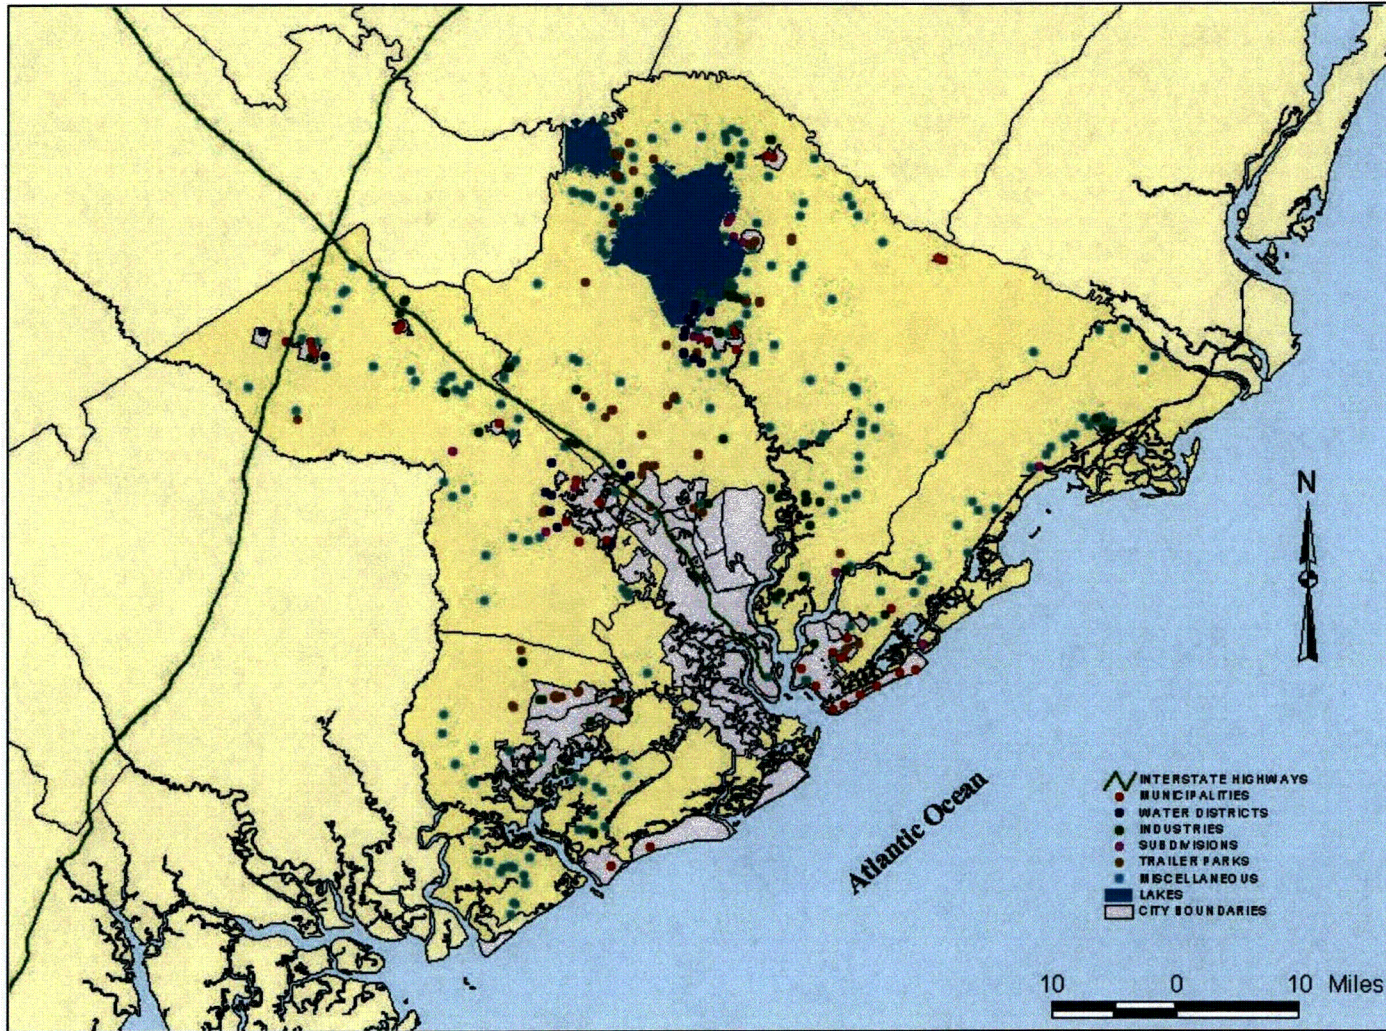 N
Atlantic Ocean
INTERSTATE HIGHWAYS
MUNICIPALITIES
WATER DISTRICTS
INDUSTRIES
SUBDIVISIONS
TRAILER PARKS
MISCELLANEOUS
LAKES
CITY BOUNDARIES
10 0 10 Miles